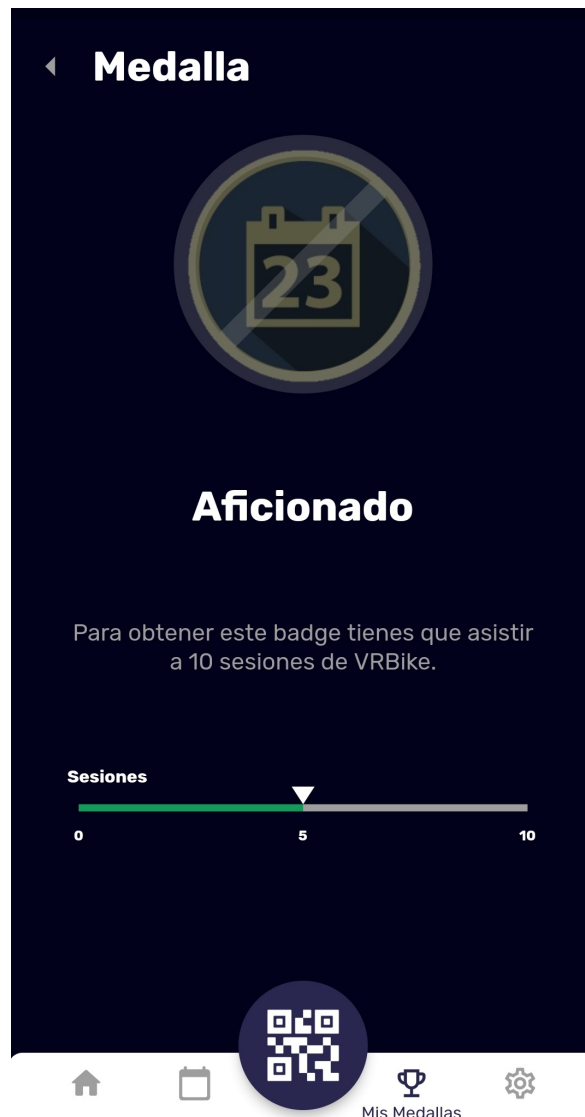 Medalla
23
Aficionado
Para obtener este badge tienes que asistir
a 10 sesiones de VRBike.
Sesiones
0 5 10
Mis Medallas